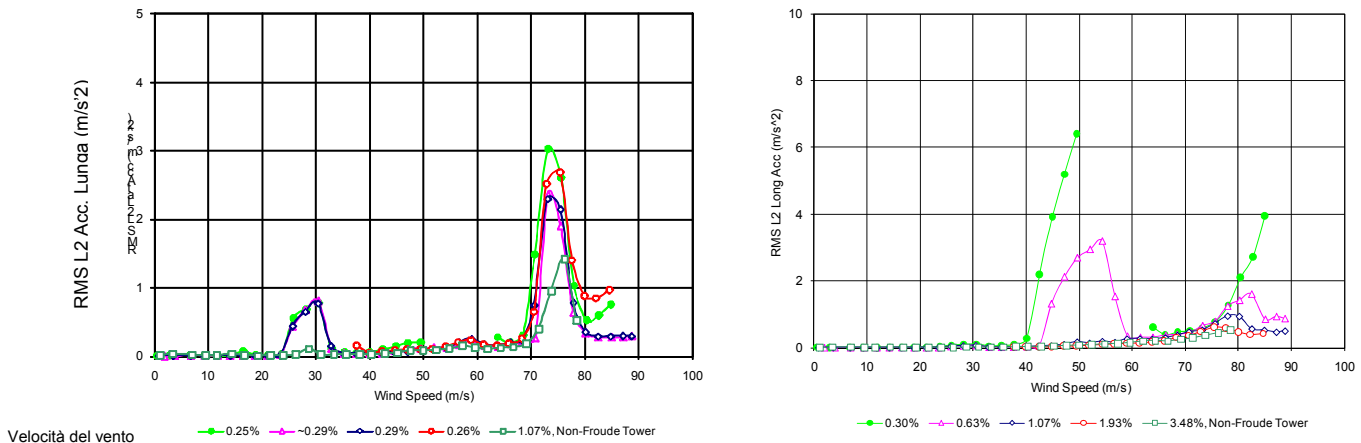 5
4
3
2
1
0
RMS L2 Acc. Lunga (m/s'2)
0 10 20 30 40 50 60 70 80 90 100
Wind Speed (m/s)
Velocità del vento
0.25% ~0.29% 0.29% 0.26% 1.07%, Non-Froude Tower
10
8
6
4
2
0
RMS L2 Long Acc (m/s^2)
0 10 20 30 40 50 60 70 80 90 100
Wind Speed (m/s)
0.30% 0.63% 1.07% 1.93% 3.48%, Non-Froude Tower